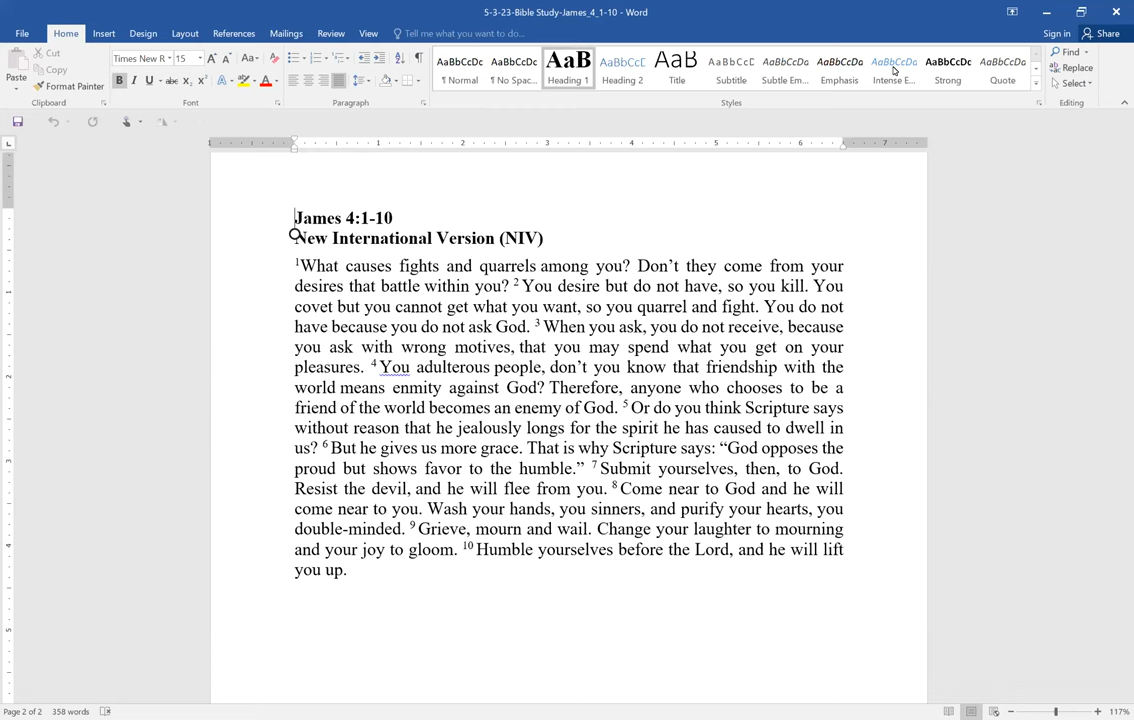 5-3-23-Bible Study-James_4_1-10 - Word
File Home Insert Design Layout References Mailings Review View Tell me what you want to do... Sign in Share
Paste Cut Copy Format Painter Clipboard
Times New R 15 Aa Font
Paragraph
AaBbCcDc AaBbCcDc AaB AaBbCcC AaB AaBbCcC AaBbCcDa AaBbCcDa AaBbCcDa AaBbCcDc AaBbCcDa
¶ Normal ¶ No Spac... Heading 1 Heading 2 Title Subtitle Subtle Em... Emphasis Intense E... Strong Quote
Styles
Find Replace Select Editing
1 1 2 3 4 5 6 7
James 4:1-10
New International Version (NIV)
¹What causes fights and quarrels among you? Don’t they come from your
desires that battle within you? ² You desire but do not have, so you kill. You
covet but you cannot get what you want, so you quarrel and fight. You do not
have because you do not ask God. ³ When you ask, you do not receive, because
you ask with wrong motives, that you may spend what you get on your
pleasures. ⁴ You adulterous people, don’t you know that friendship with the
world means enmity against God? Therefore, anyone who chooses to be a
friend of the world becomes an enemy of God. ⁵ Or do you think Scripture says
without reason that he jealously longs for the spirit he has caused to dwell in
us? ⁶ But he gives us more grace. That is why Scripture says: “God opposes the
proud but shows favor to the humble.” ⁷ Submit yourselves, then, to God.
Resist the devil, and he will flee from you. ⁸ Come near to God and he will
come near to you. Wash your hands, you sinners, and purify your hearts, you
double-minded. ⁹ Grieve, mourn and wail. Change your laughter to mourning
and your joy to gloom. ¹⁰ Humble yourselves before the Lord, and he will lift
you up.
Page 2 of 2 358 words 117%